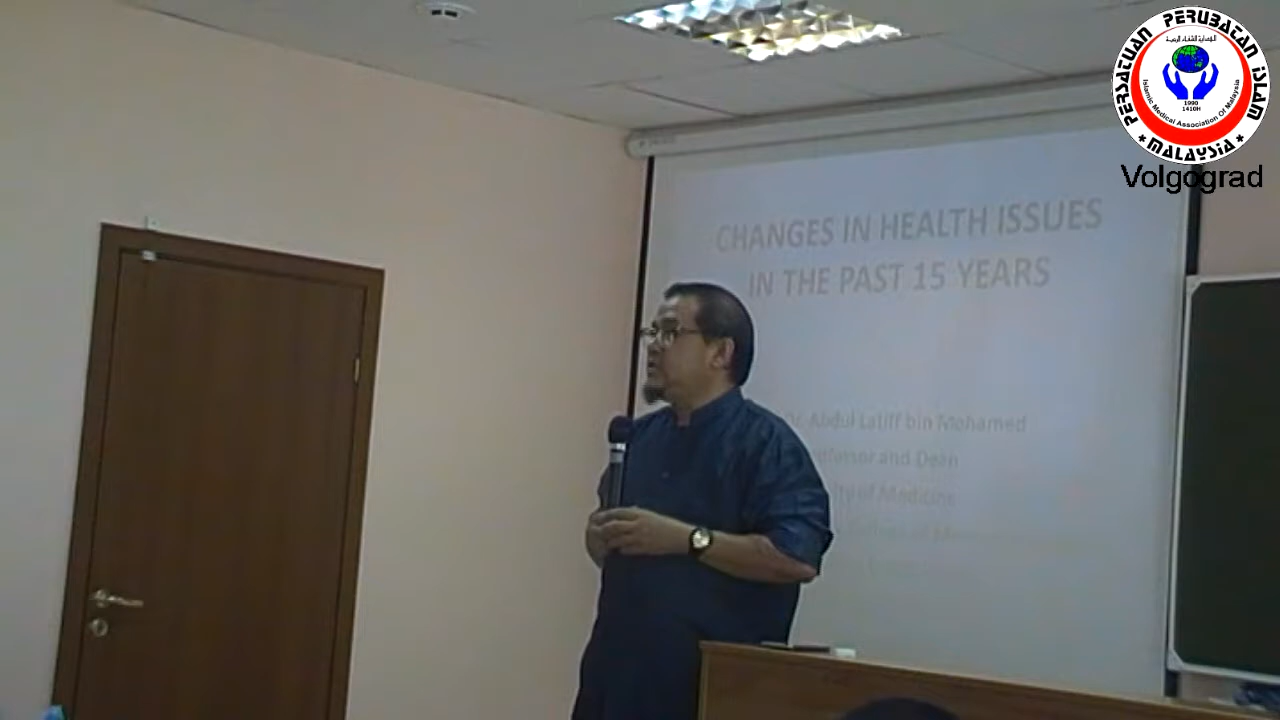 PERSATUAN PERUBATAN ISLAM
Islamic Medical Association Of Malaysia
1990
1410H
* MALAYSIA *
Volgograd
CHANGES IN HEALTH ISSUES
IN THE PAST 15 YEARS
Dr. Abdul Latiff bin Mohamed
and Dean
of Medicine